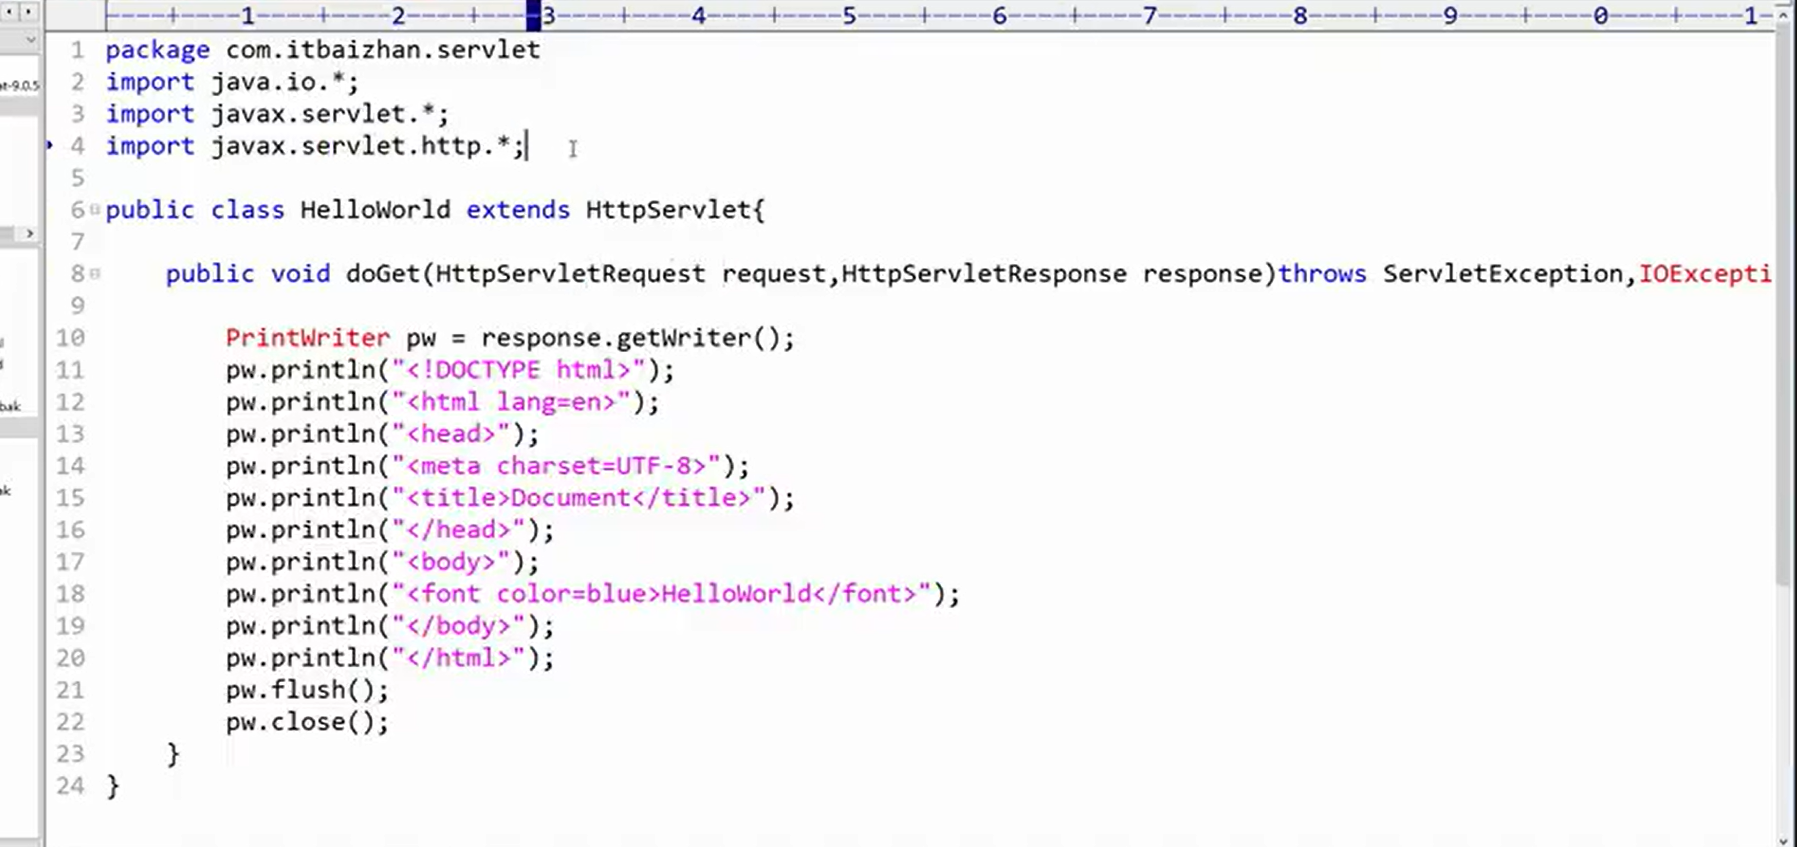 ----+----1----+----2----+----3----+----4----+----5----+----6----+----7----+----8----+----9----+----0----+----1-
at-9.0.5
bak
1 package com.itbaizhan.servlet
2 import java.io.*;
3 import javax.servlet.*;
4 import javax.servlet.http.*;
5
6 public class HelloWorld extends HttpServlet{
7
8 public void doGet(HttpServletRequest request,HttpServletResponse response)throws ServletException,IOExcepti
9
10 PrintWriter pw = response.getWriter();
11 pw.println("<!DOCTYPE html>");
12 pw.println("<html lang=en>");
13 pw.println("<head>");
14 pw.println("<meta charset=UTF-8>");
15 pw.println("<title>Document</title>");
16 pw.println("</head>");
17 pw.println("<body>");
18 pw.println("<font color=blue>HelloWorld</font>");
19 pw.println("</body>");
20 pw.println("</html>");
21 pw.flush();
22 pw.close();
23 }
24 }